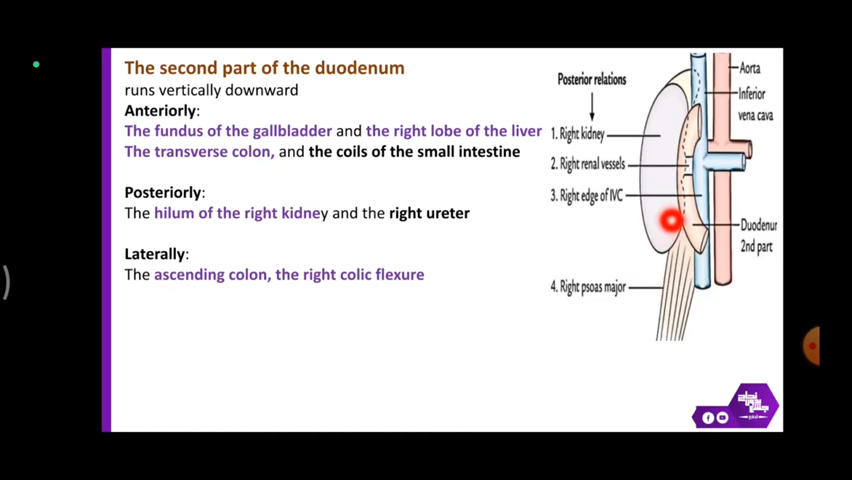 The second part of the duodenum
runs vertically downward
Anteriorly:
The fundus of the gallbladder and the right lobe of the liver
The transverse colon, and the coils of the small intestine
Posteriorly:
The hilum of the right kidney and the right ureter
Laterally:
The ascending colon, the right colic flexure
Posterior relations
1. Right kidney
2. Right renal vessels
3. Right edge of IVC
4. Right psoas major
Aorta
Inferior
vena cava
Duodenur
2nd part